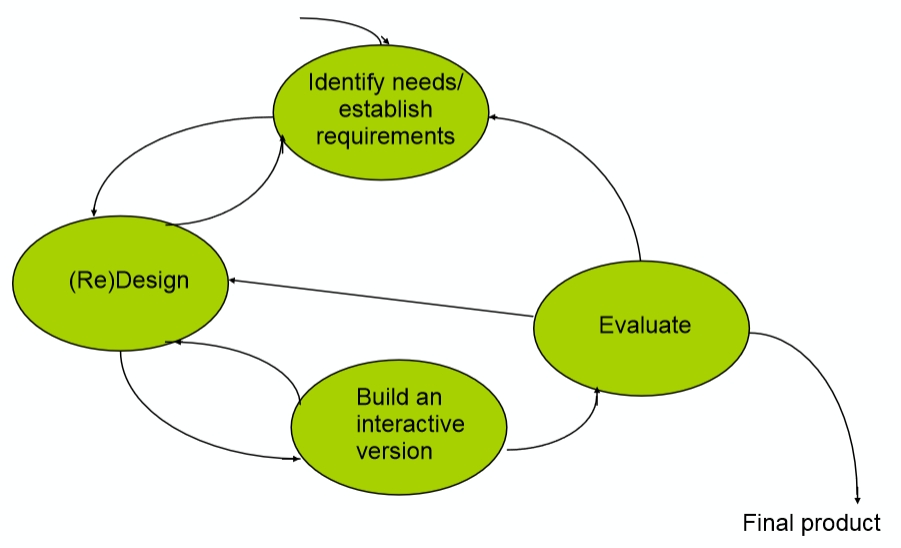 Identify needs/
establish
requirements
(Re)Design
Evaluate
Build an
interactive
version
Final product